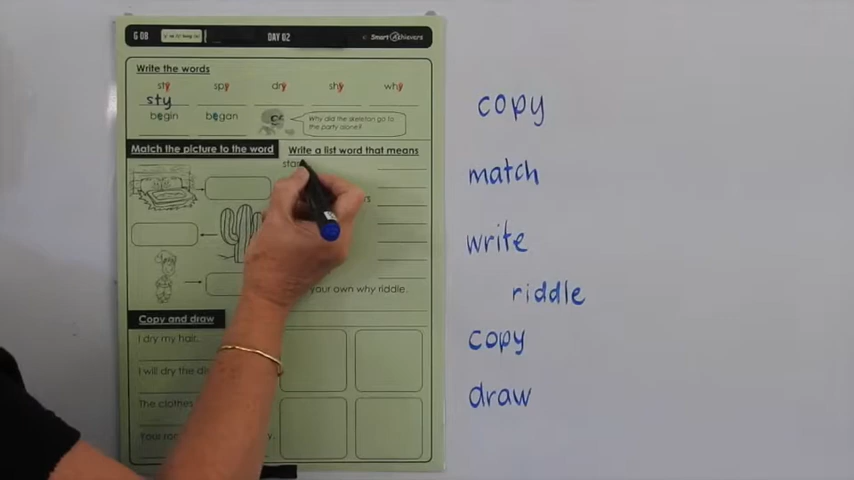 G 08
DAY 02
Smart Achievers
Write the words
sty spy dry shy why
sty
begin began
Why did the skeleton go to
the party alone?
Match the picture to the word
Write a list word that means
your own why riddle.
Copy and draw
I dry my hair.
I will dry the
The clothes
copy
match
write
riddle
copy
draw